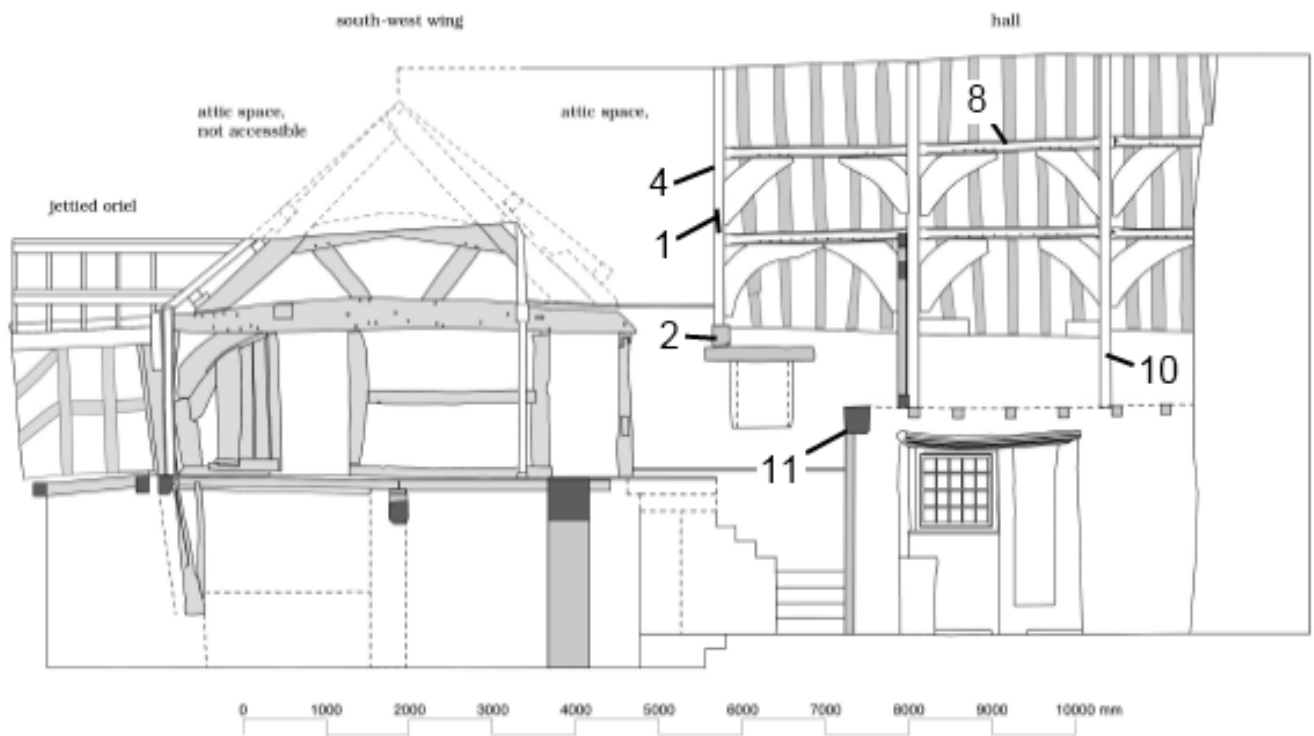 south-west wing
hall
attic space,
not accessible
attic space,
8
4
jettied oriel
1
2
10
11
0 1000 2000 3000 4000 5000 6000 7000 8000 9000 10000 mm